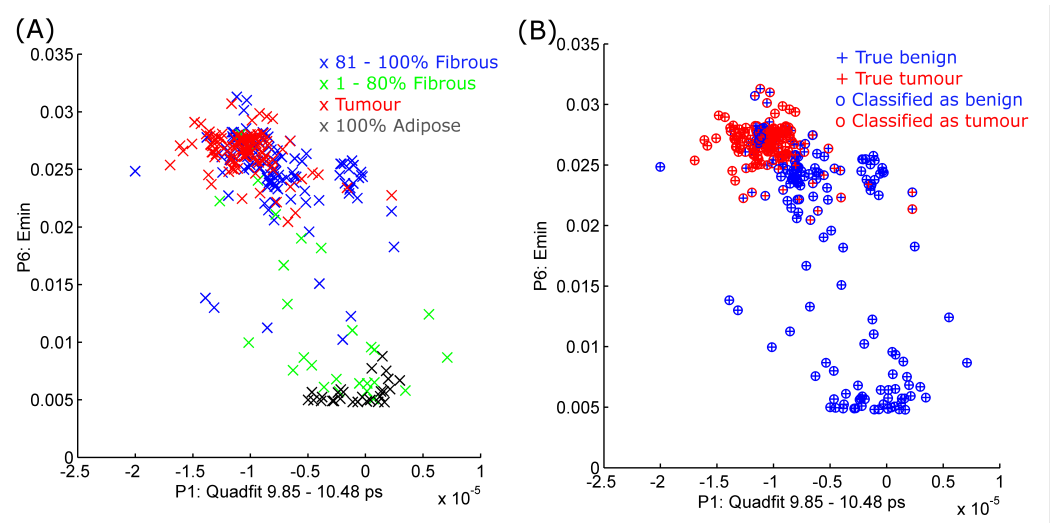 (A)
(B)
x 81 - 100% Fibrous
x 1 - 80% Fibrous
x Tumour
x 100% Adipose
0.035
0.03
0.025
0.02
0.015
0.01
0.005
0
P6: Emin
-2.5
-2
-1.5
-1
-0.5
0
0.5
1
P1: Quadfit 9.85 - 10.48 ps
x 10⁻⁵
+ True benign
+ True tumour
o Classified as benign
o Classified as tumour
0.035
0.03
0.025
0.02
0.015
0.01
0.005
0
P6: Emin
-2.5
-2
-1.5
-1
-0.5
0
0.5
1
P1: Quadfit 9.85 - 10.48 ps
x 10⁻⁵